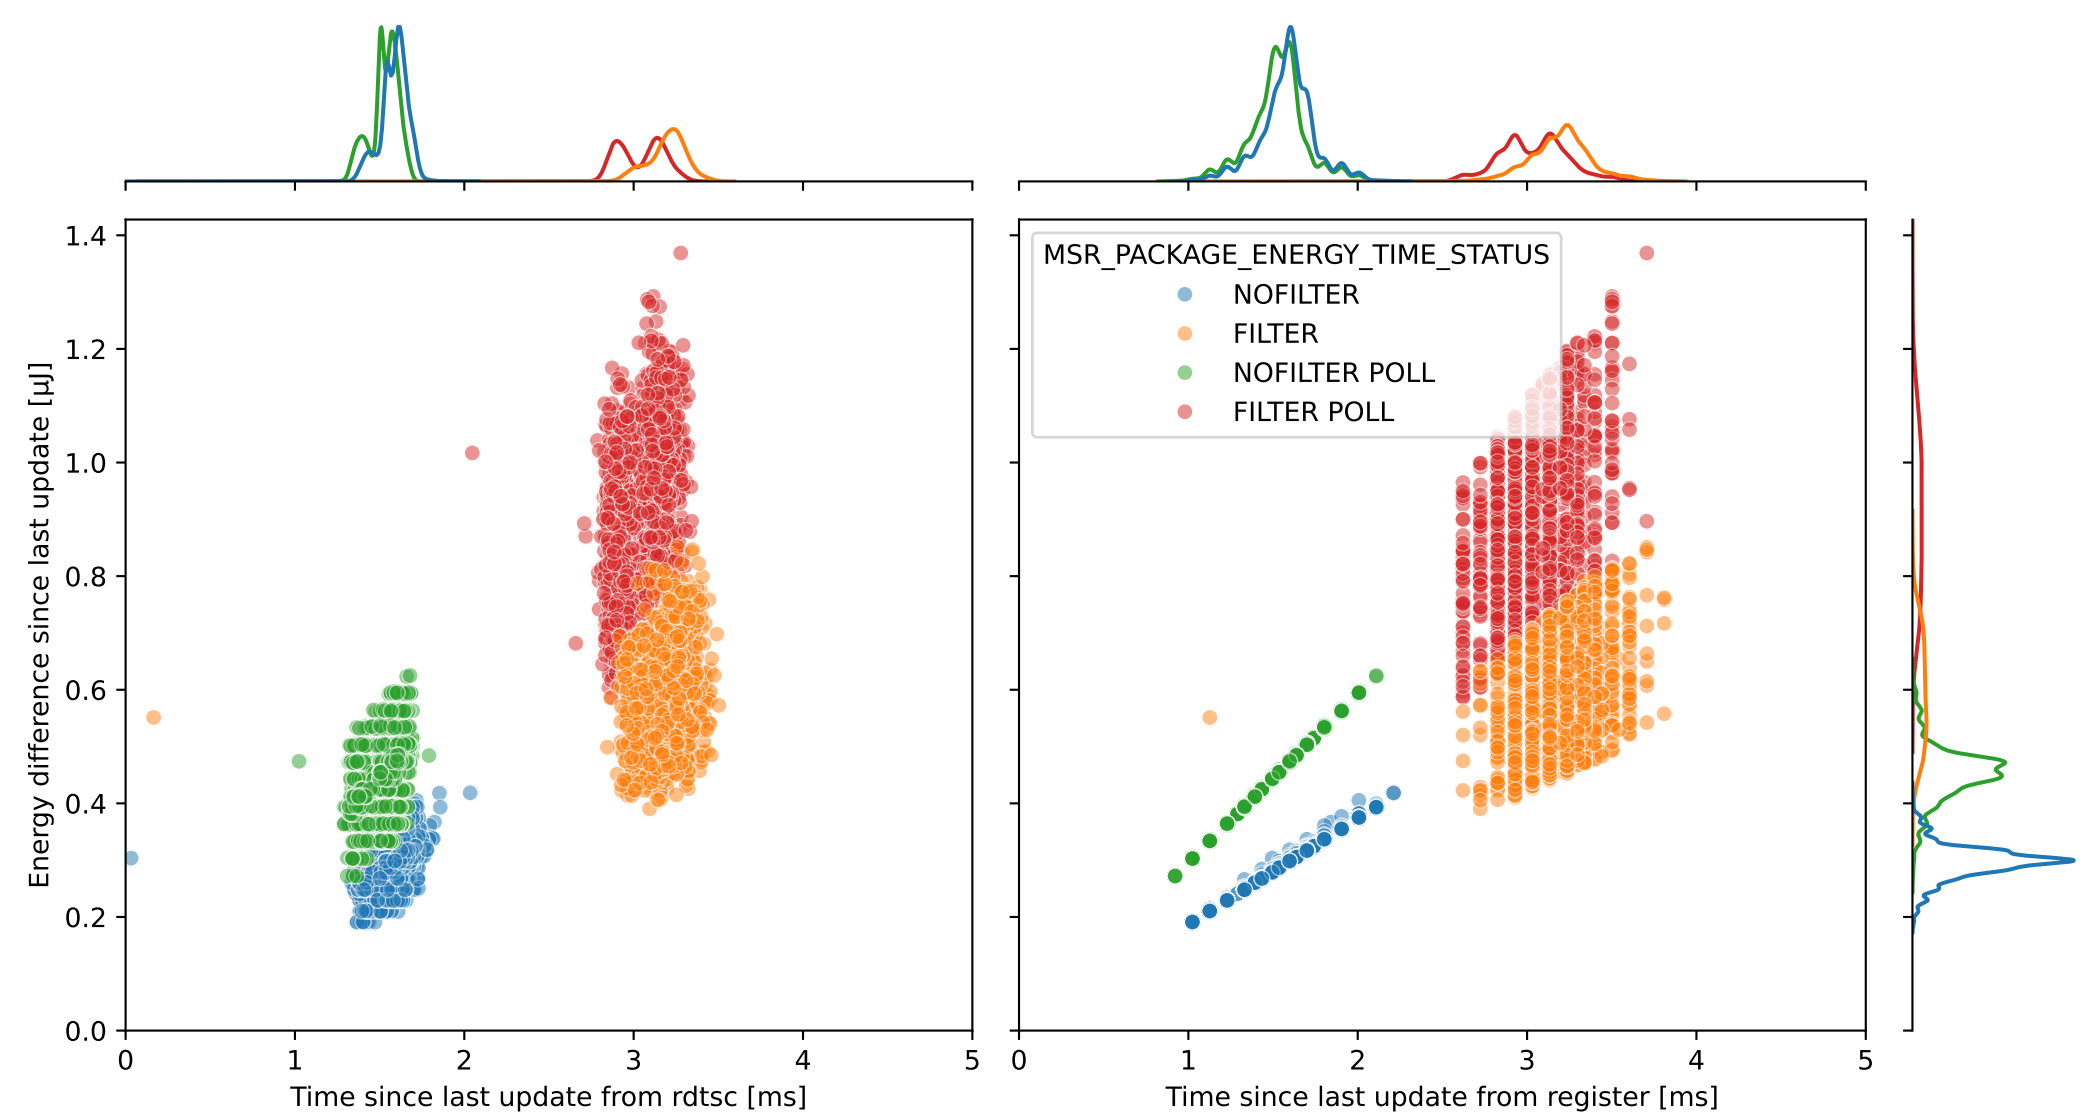 Energy difference since last update [µJ]
1.4
1.2
1.0
0.8
0.6
0.4
0.2
0.0
0 1 2 3 4 5
Time since last update from rdtsc [ms]
MSR_PACKAGE_ENERGY_TIME_STATUS
NOFILTER
FILTER
NOFILTER POLL
FILTER POLL
0 1 2 3 4 5
Time since last update from register [ms]